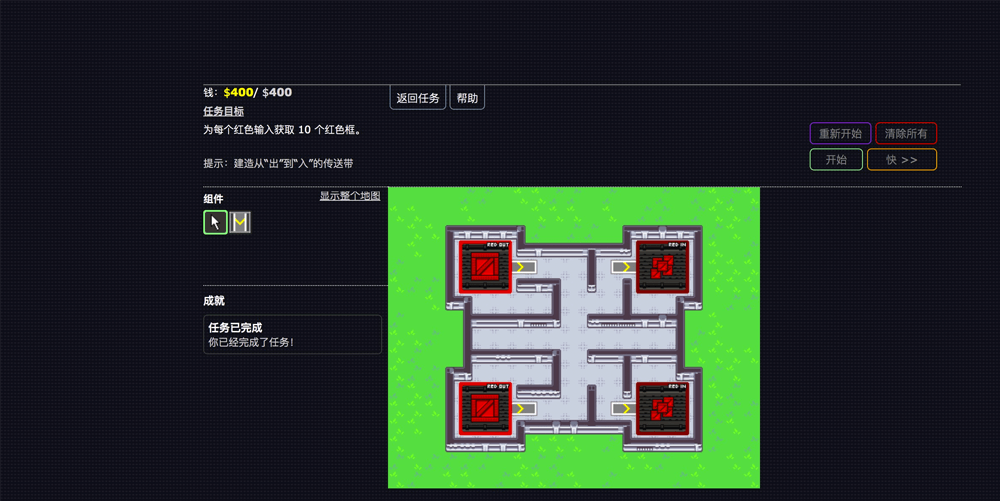 钱：$400/ $400
返回任务
帮助
任务目标
为每个红色输入获取 10 个红色框。
重新开始
清除所有
提示：建造从“出”到“入”的传送带
开始
快 >>
组件
显示整个地图
RED OUT
RED IN
成就
任务已完成
你已经完成了任务!
RED OUT
RED IN